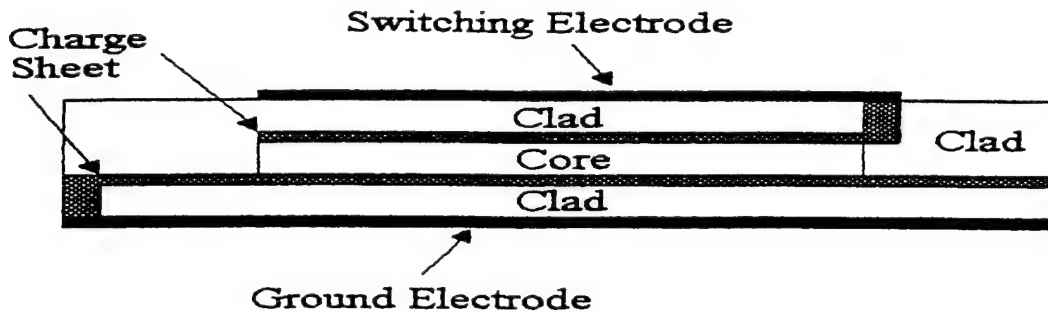 Switching Electrode
Charge
Sheet
Clad
Clad
Core
Clad
Ground Electrode